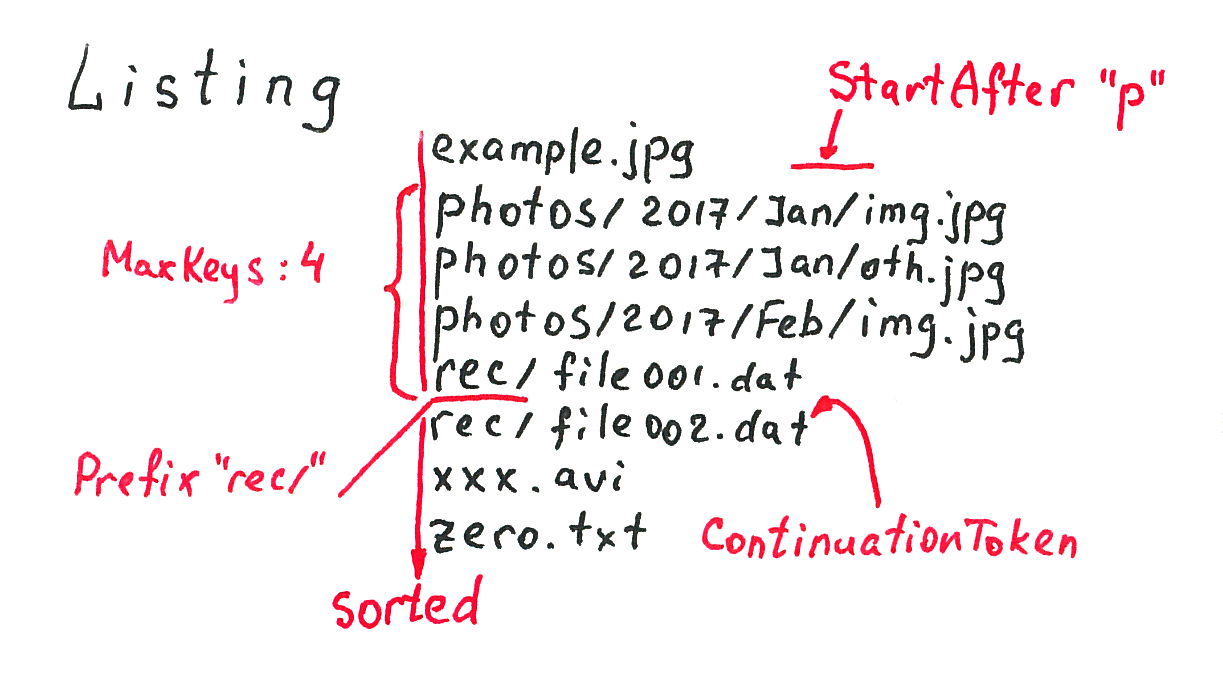 Listing
StartAfter "p"
example.jpg
photos/2017/Jan/img.jpg
MaxKeys:4
photos/2017/Jan/oth.jpg
photos/2017/Feb/img.jpg
rec/file001.dat
rec/file002.dat
Prefix "rec/"
xxx.avi
zero.txt
ContinuationToken
sorted